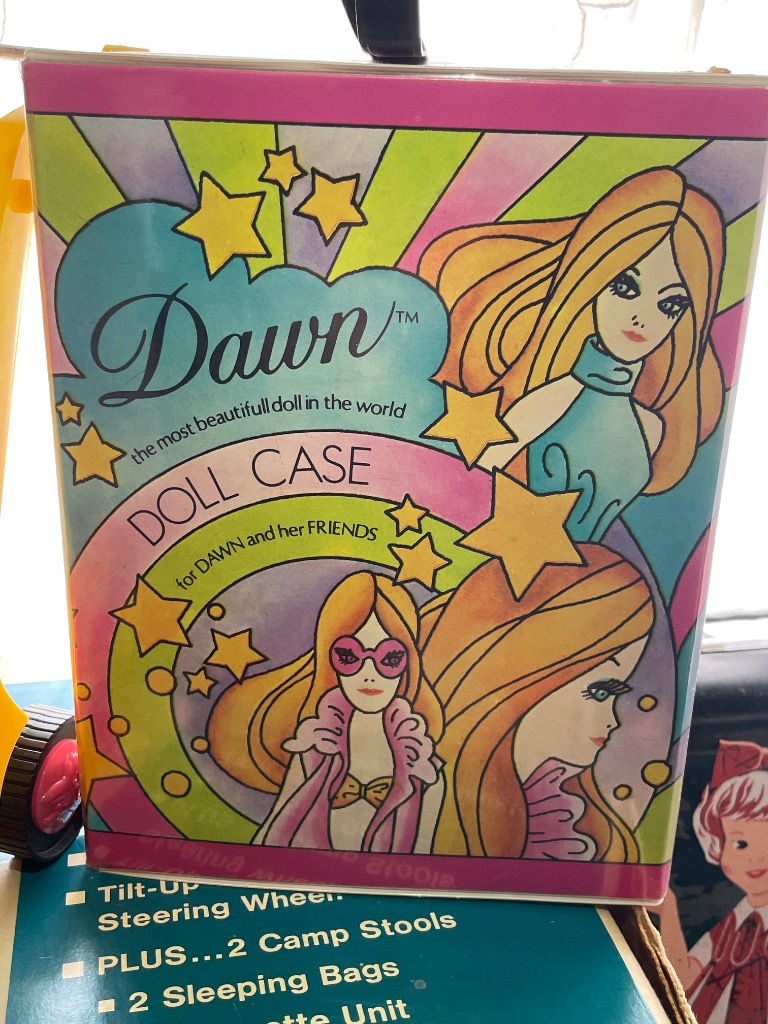 Dawn™
the most beautifull doll in the world
DOLL CASE
for DAWN and her FRIENDS
Tilt-Up
Steering Wheel.
PLUS...2 Camp Stools
2 Sleeping Bags
Unit